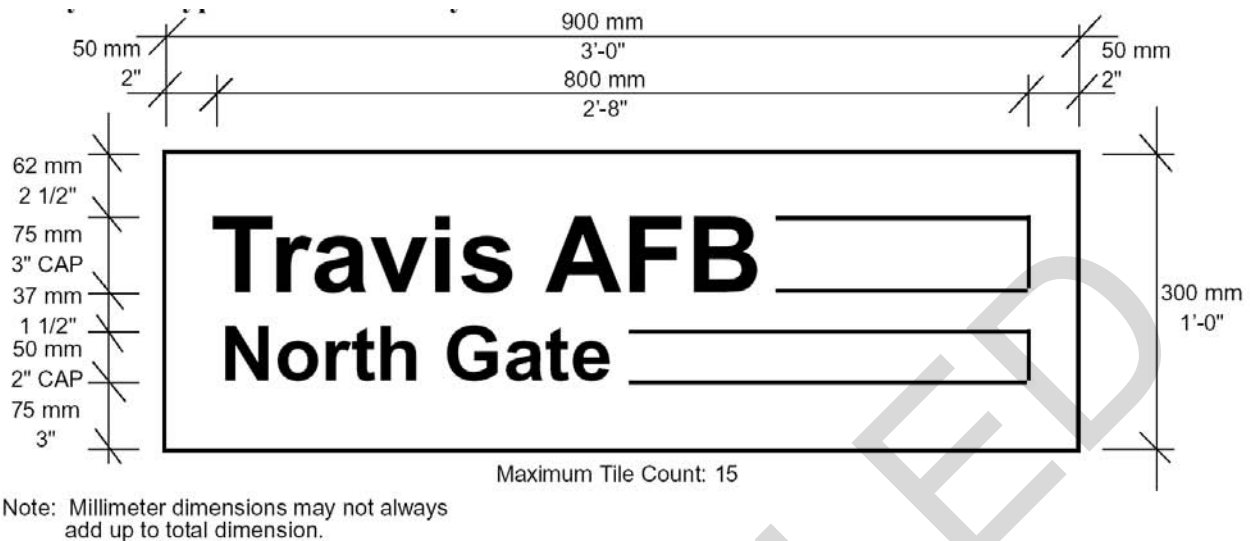 900 mm
3'-0"
50 mm
2"
50 mm
2"
800 mm
2'-8"
62 mm
2 1/2"
75 mm
3" CAP
37 mm
1 1/2"
50 mm
2" CAP
75 mm
3"
Travis AFB
North Gate
300 mm
1'-0"
Maximum Tile Count: 15
Note: Millimeter dimensions may not always
add up to total dimension.
LED